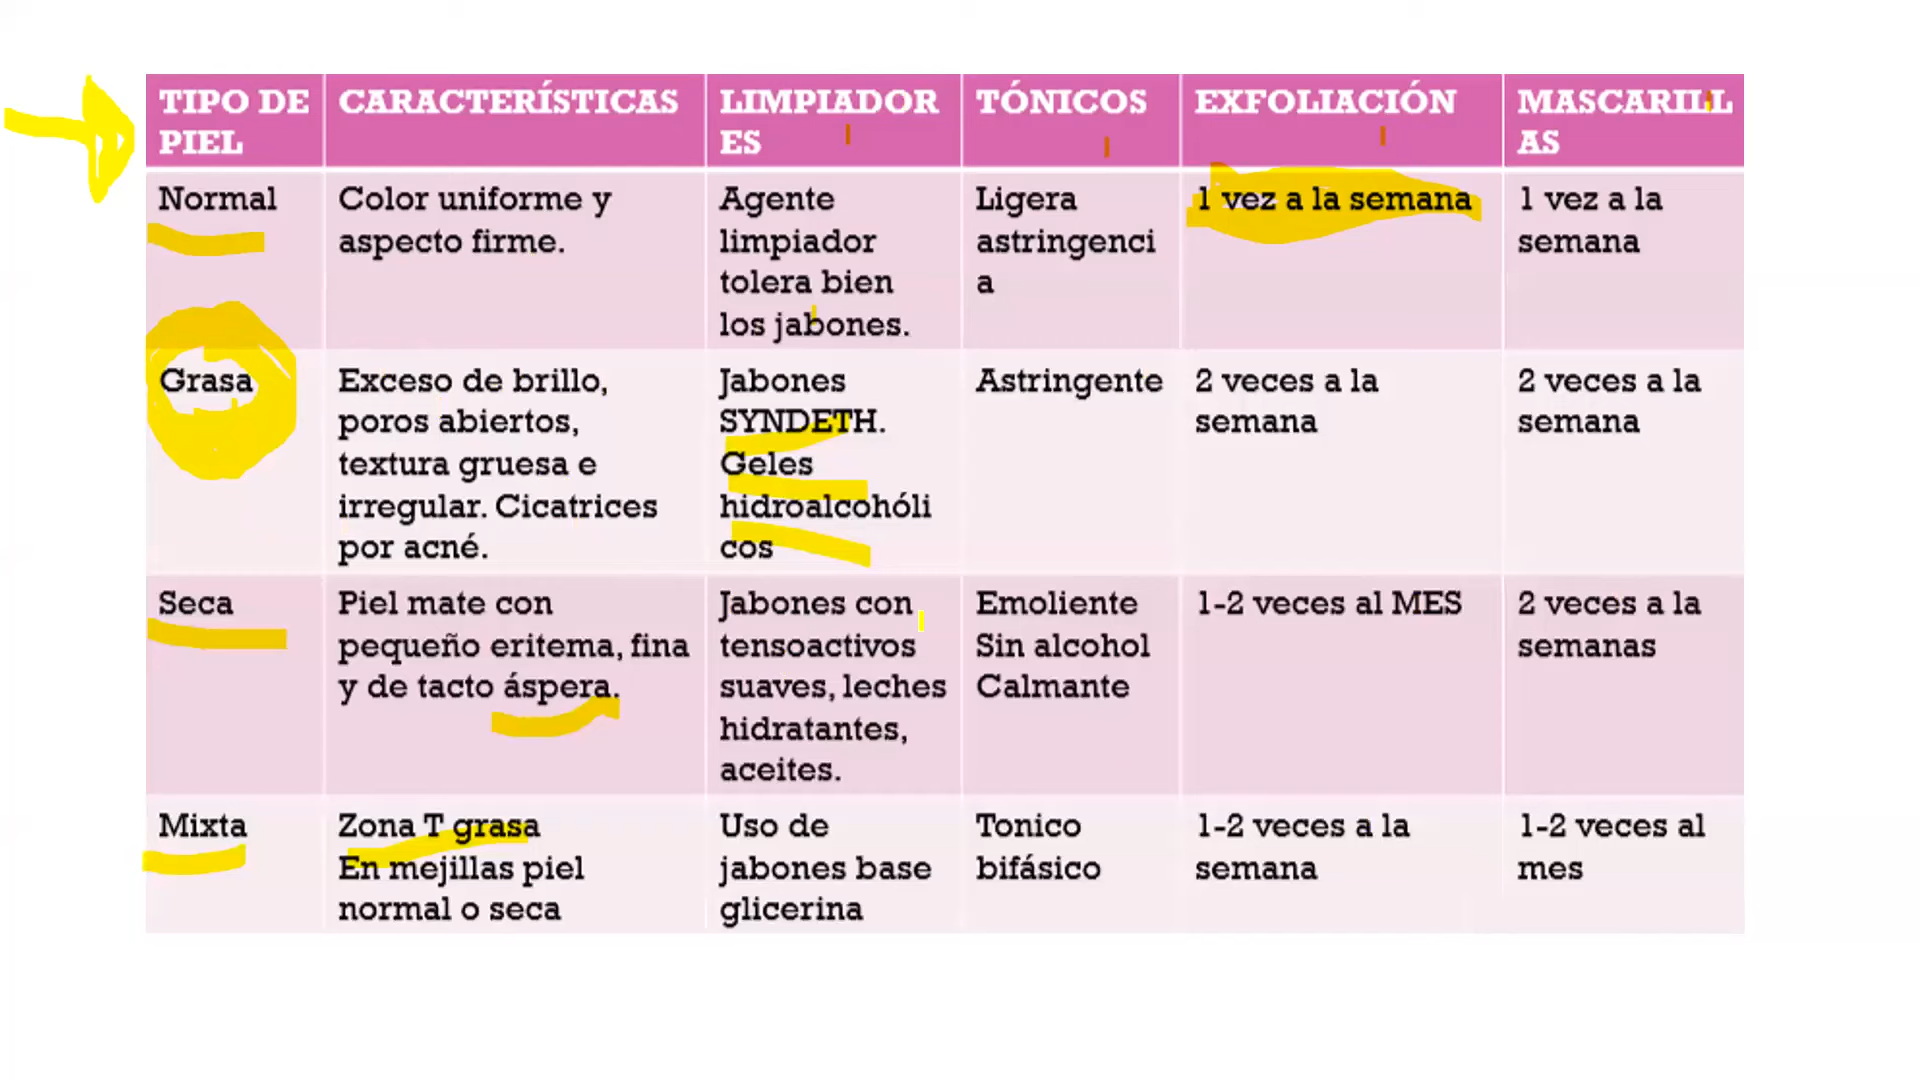 TIPO DE
PIEL
CARACTERÍSTICAS
LIMPIADOR
ES
TÓNICOS
EXFOLIACIÓN
MASCARILL
AS
Normal
Color uniforme y
aspecto firme.
Agente
limpiador
tolera bien
los jabones.
Ligera
astringenci
a
1 vez a la semana
1 vez a la
semana
Grasa
Exceso de brillo,
poros abiertos,
textura gruesa e
irregular. Cicatrices
por acné.
Jabones
SYNDETH.
Geles
hidroalcohóli
cos
Astringente
2 veces a la
semana
2 veces a la
semana
Seca
Piel mate con
pequeño eritema, fina
y de tacto áspera.
Jabones con
tensoactivos
suaves, leches
hidratantes,
aceites.
Emoliente
Sin alcohol
Calmante
1-2 veces al MES
2 veces a la
semanas
Mixta
Zona T grasa
En mejillas piel
normal o seca
Uso de
jabones base
glicerina
Tonico
bifásico
1-2 veces a la
semana
1-2 veces al
mes